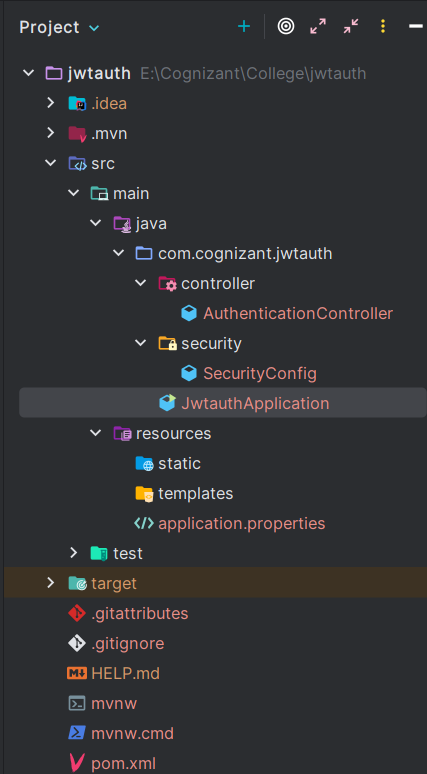 Project
jwtauth E:\Cognizant\College\jwtauth
.idea
.mvn
src
main
java
com.cognizant.jwtauth
controller
AuthenticationController
security
SecurityConfig
JwtauthApplication
resources
static
templates
application.properties
test
target
.gitattributes
.gitignore
HELP.md
mvnw
mvnw.cmd
pom.xml